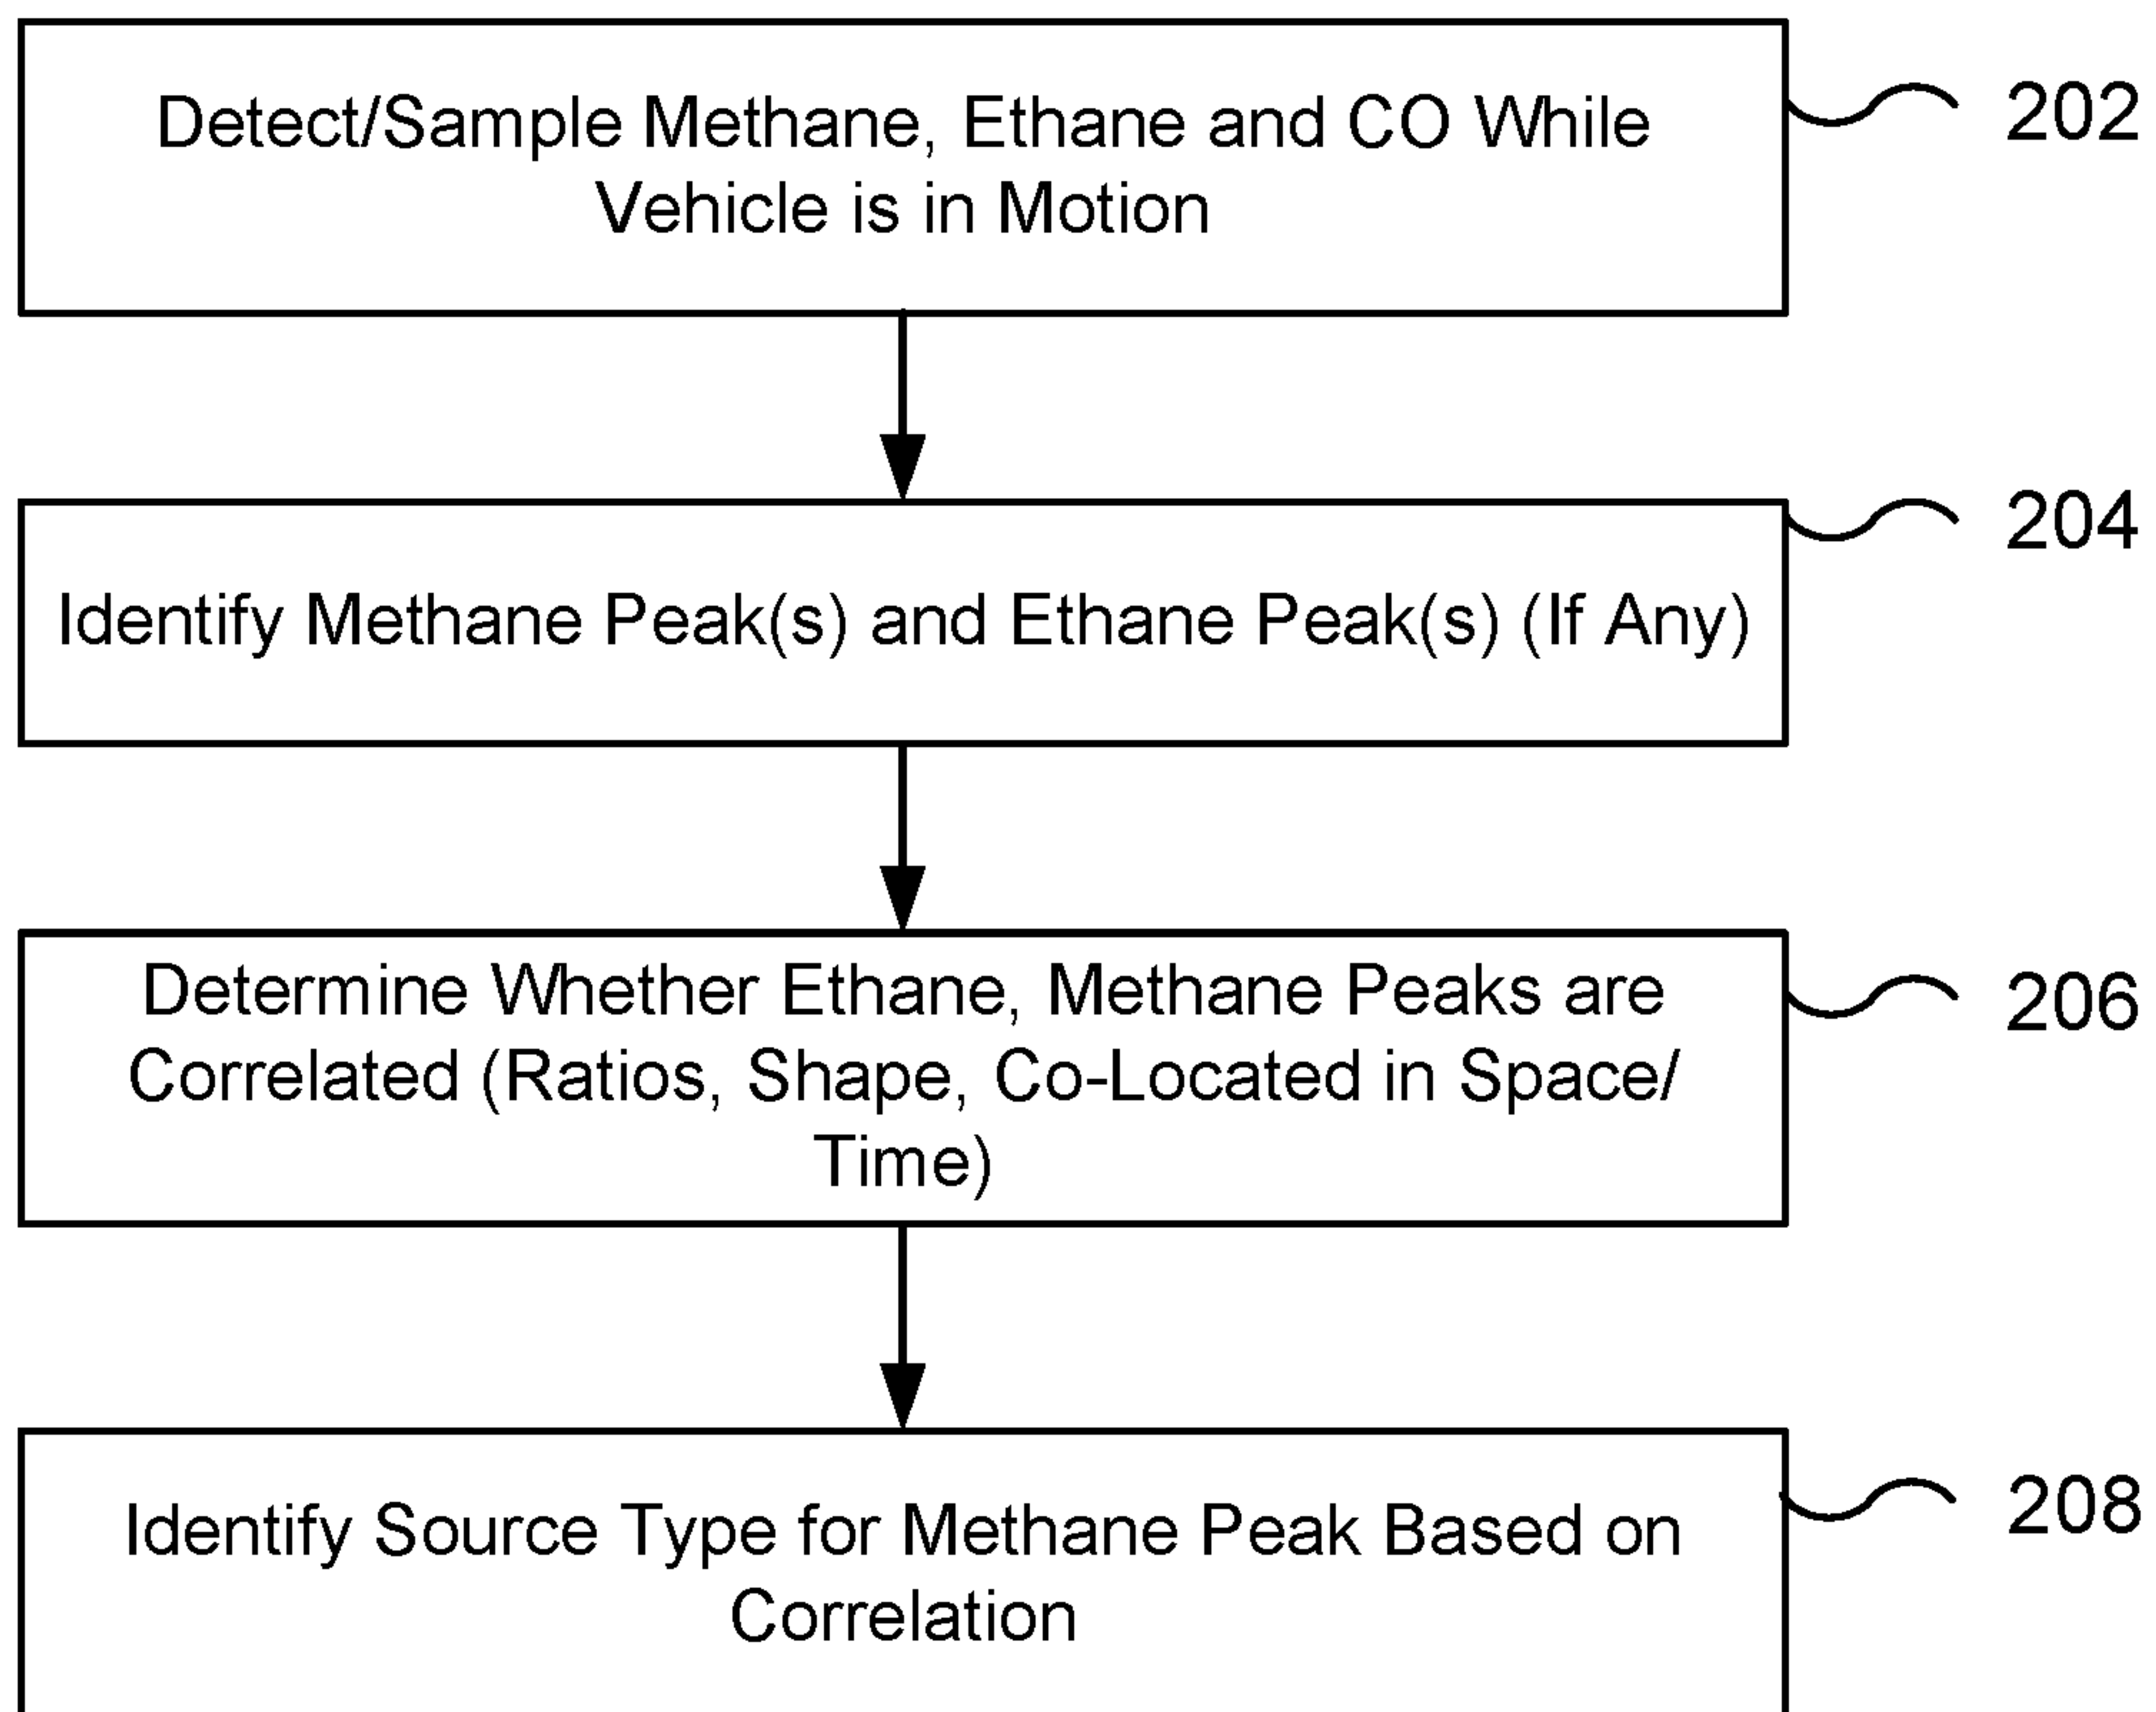 Detect/Sample Methane, Ethane and CO While
Vehicle is in Motion
202
Identify Methane Peak(s) and Ethane Peak(s) (If Any)
204
Determine Whether Ethane, Methane Peaks are
Correlated (Ratios, Shape, Co-Located in Space/
Time)
206
Identify Source Type for Methane Peak Based on
Correlation
208